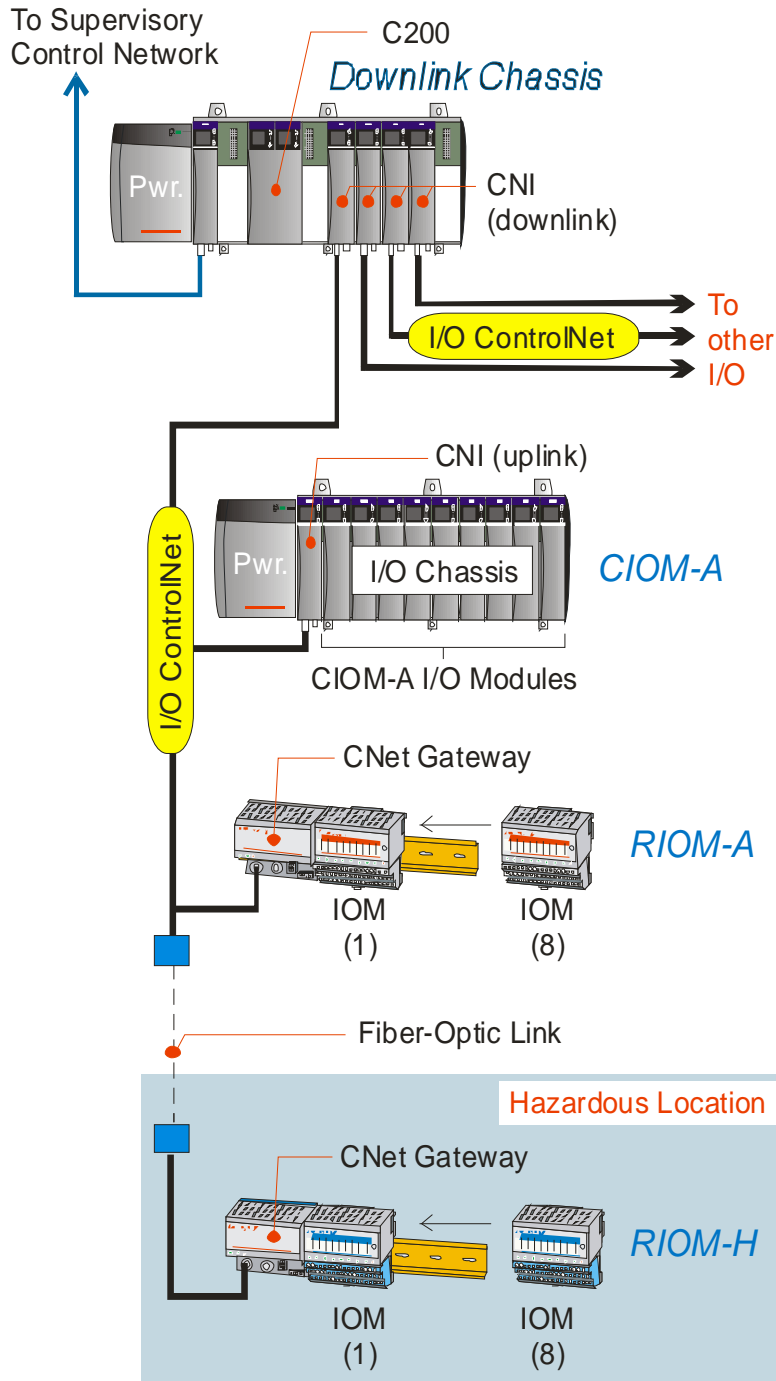 To Supervisory
Control Network
C200
Downlink Chassis
Pwr.
CNI
(downlink)
I/O ControlNet
To
other
I/O
CNI (uplink)
I/O ControlNet
Pwr.
I/O Chassis
CIOM-A
CIOM-A I/O Modules
CNet Gateway
RIOM-A
IOM
(1)
IOM
(8)
Fiber-Optic Link
Hazardous Location
CNet Gateway
RIOM-H
IOM
(1)
IOM
(8)